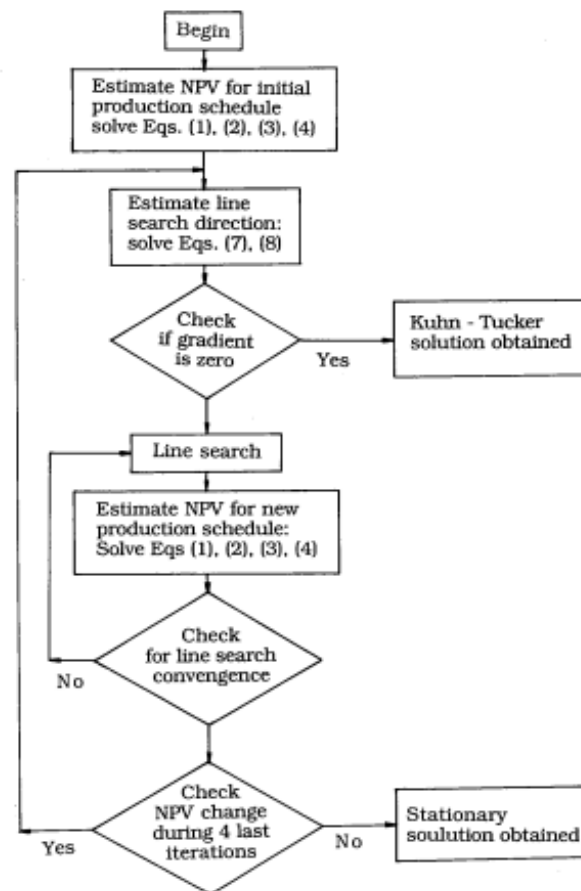 Begin
Estimate NPV for initial
production schedule
solve Eqs. (1), (2), (3), (4)
Estimate line
search direction:
solve Eqs. (7), (8)
Check
if gradient
is zero
Yes
Kuhn - Tucker
solution obtained
Line search
Estimate NPV for new
production schedule:
Solve Eqs (1), (2), (3), (4)
Check
for line search
convengence
No
Check
NPV change
during 4 last
iterations
Yes
No
Stationary
soulution obtained